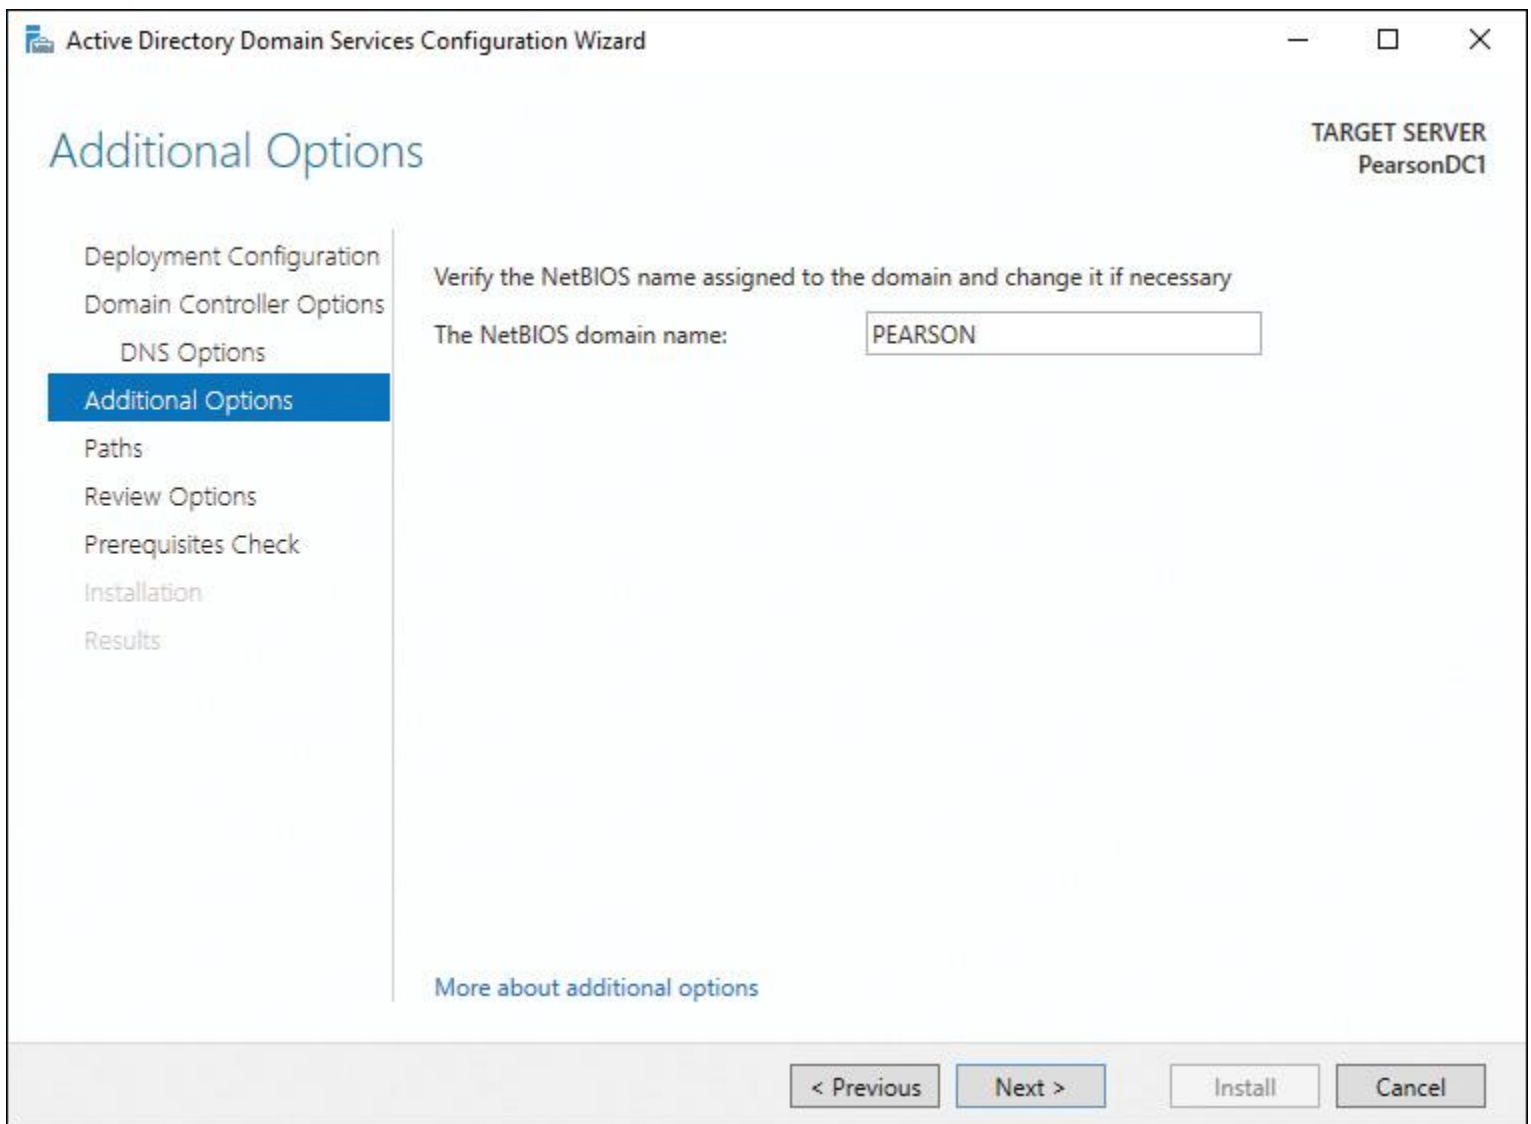 Active Directory Domain Services Configuration Wizard
Additional Options
TARGET SERVER
PearsonDC1
Deployment Configuration
Domain Controller Options
DNS Options
Additional Options
Paths
Review Options
Prerequisites Check
Installation
Results
Verify the NetBIOS name assigned to the domain and change it if necessary
The NetBIOS domain name: PEARSON
More about additional options
< Previous Next > Install Cancel